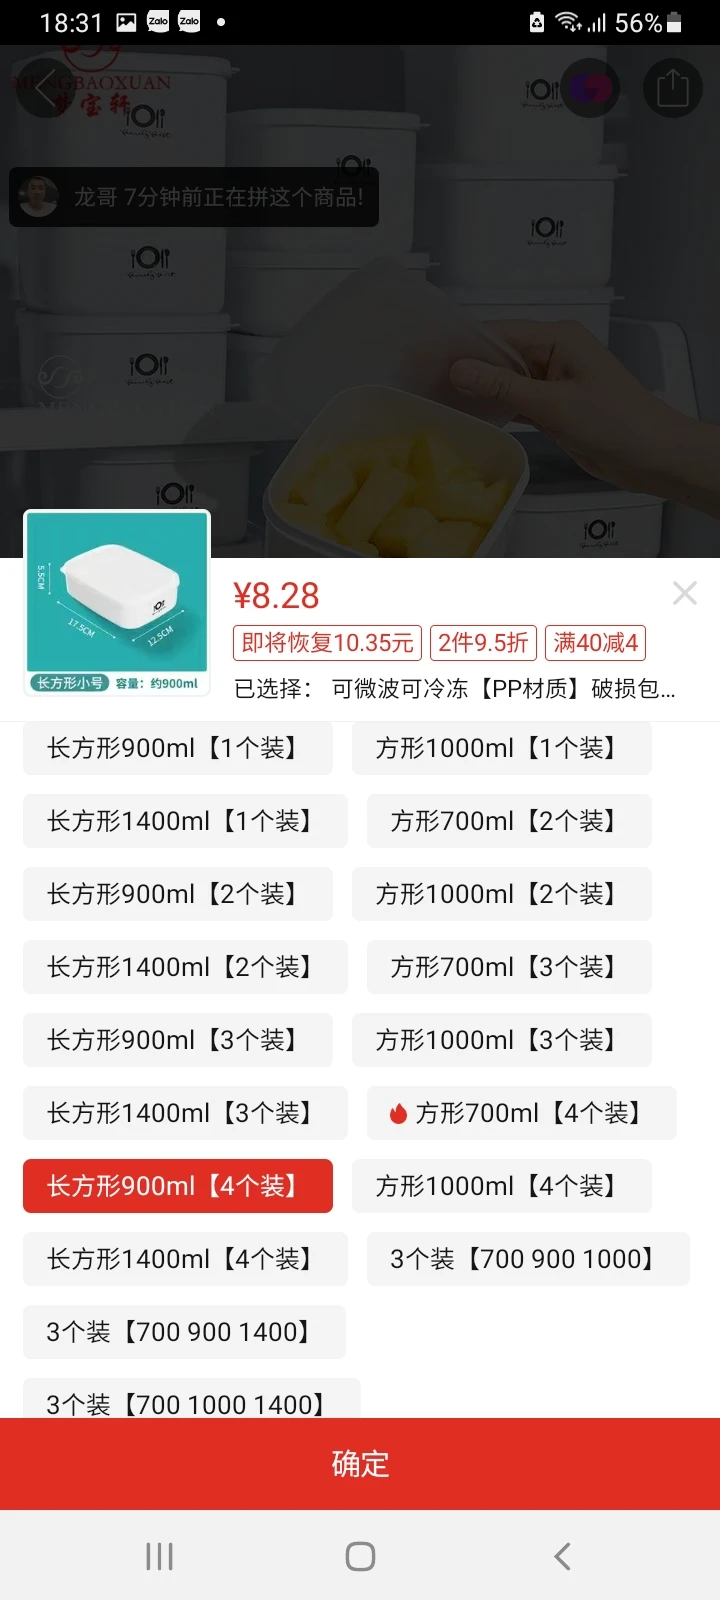 18:31 Zalo Zalo 56%
MENGBAOXUAN
梦宝轩
龙哥 7分钟前正在拼这个商品!
5.5CM
17.5CM
12.5CM
长方形小号 容量：约900ml
¥8.28
即将恢复10.35元 2件9.5折 满40减4
已选择： 可微波可冷冻【PP材质】破损包...
长方形900ml【1个装】 方形1000ml【1个装】
长方形1400ml【1个装】 方形700ml【2个装】
长方形900ml【2个装】 方形1000ml【2个装】
长方形1400ml【2个装】 方形700ml【3个装】
长方形900ml【3个装】 方形1000ml【3个装】
长方形1400ml【3个装】 方形700ml【4个装】
长方形900ml【4个装】 方形1000ml【4个装】
长方形1400ml【4个装】 3个装【700 900 1000】
3个装【700 900 1400】
3个装【700 1000 1400】
确定